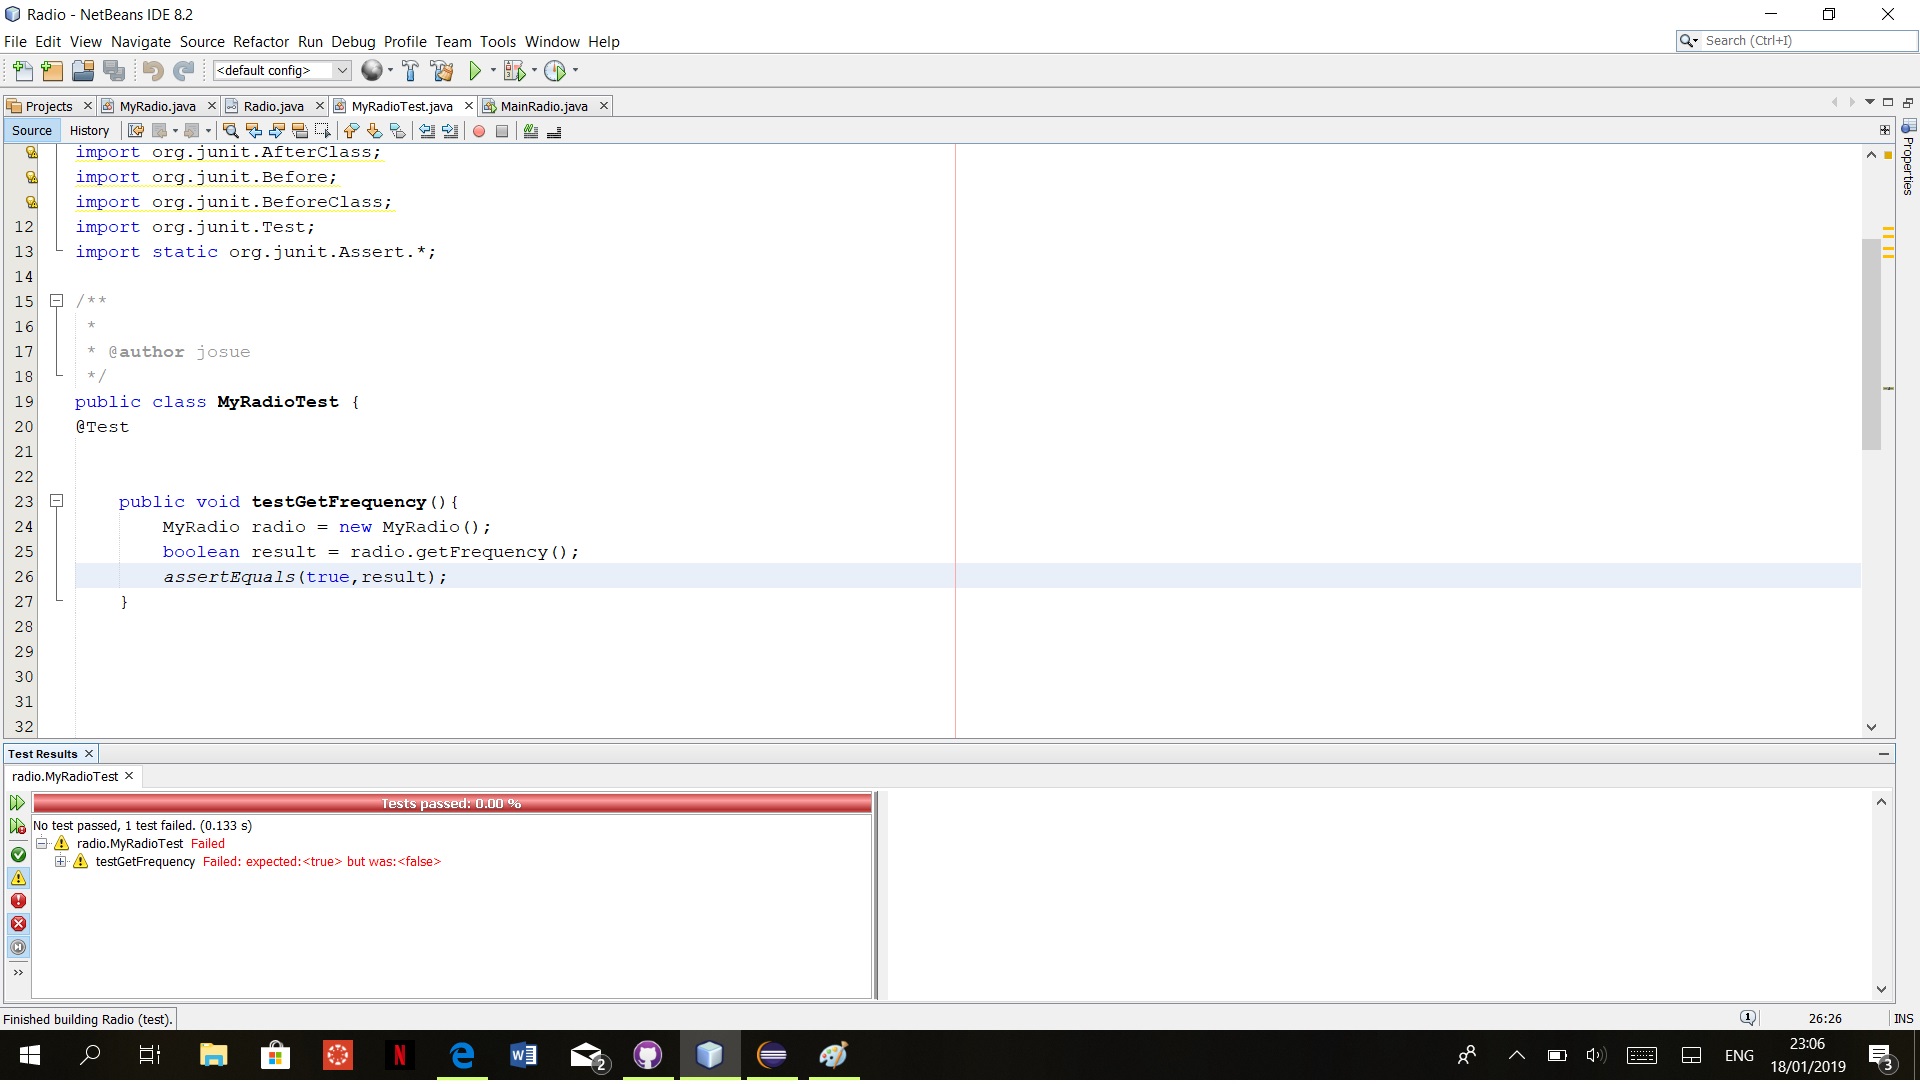 Radio - NetBeans IDE 8.2
File Edit View Navigate Source Refactor Run Debug Profile Team Tools Window Help
Search (Ctrl+I)
<default config>
Projects MyRadio.java Radio.java MyRadioTest.java MainRadio.java
Source History
Properties
import org.junit.AfterClass;
import org.junit.Before;
import org.junit.BeforeClass;
12 import org.junit.Test;
13 import static org.junit.Assert.*;
14
15 /**
16 *
17 * @author josue
18 */
19 public class MyRadioTest {
20 @Test
21
22
23 public void testGetFrequency(){
24 MyRadio radio = new MyRadio();
25 boolean result = radio.getFrequency();
26 assertEquals(true,result);
27 }
28
29
30
31
32
Test Results
radio.MyRadioTest
Tests passed: 0.00 %
No test passed, 1 test failed. (0.133 s)
radio.MyRadioTest Failed
testGetFrequency Failed: expected:<true> but was:<false>
Finished building Radio (test).
1
26:26 INS
2
ENG
23:06
18/01/2019
3